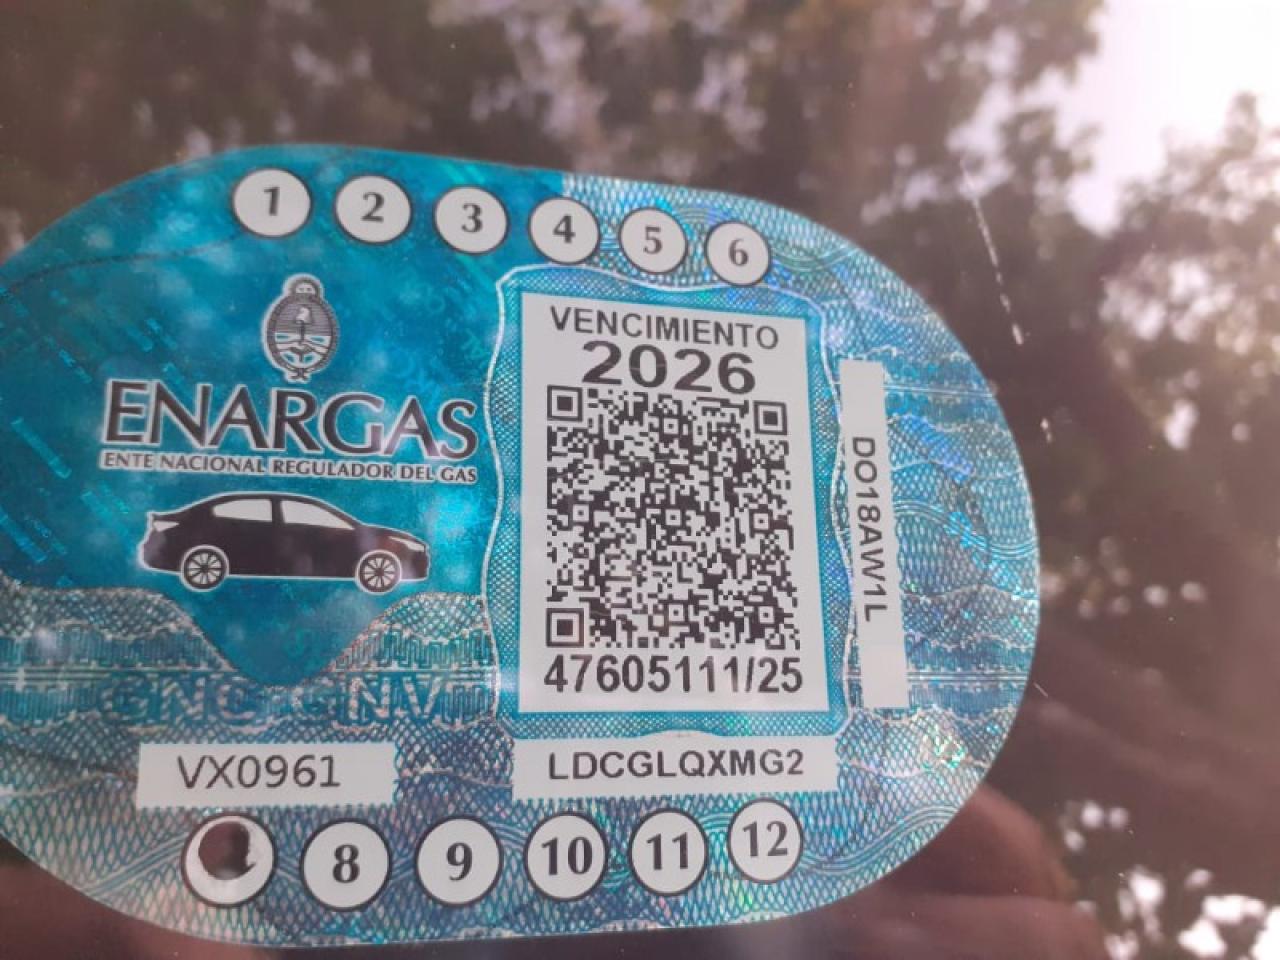 1 2 3 4 5 6
ENARGAS
ENTE NACIONAL REGULADOR DEL GAS
VENCIMIENTO
2026
47605111/25
DO18AW1L
GNC GNV
VX0961
LDCGLQXMG2
8 9 10 11 12